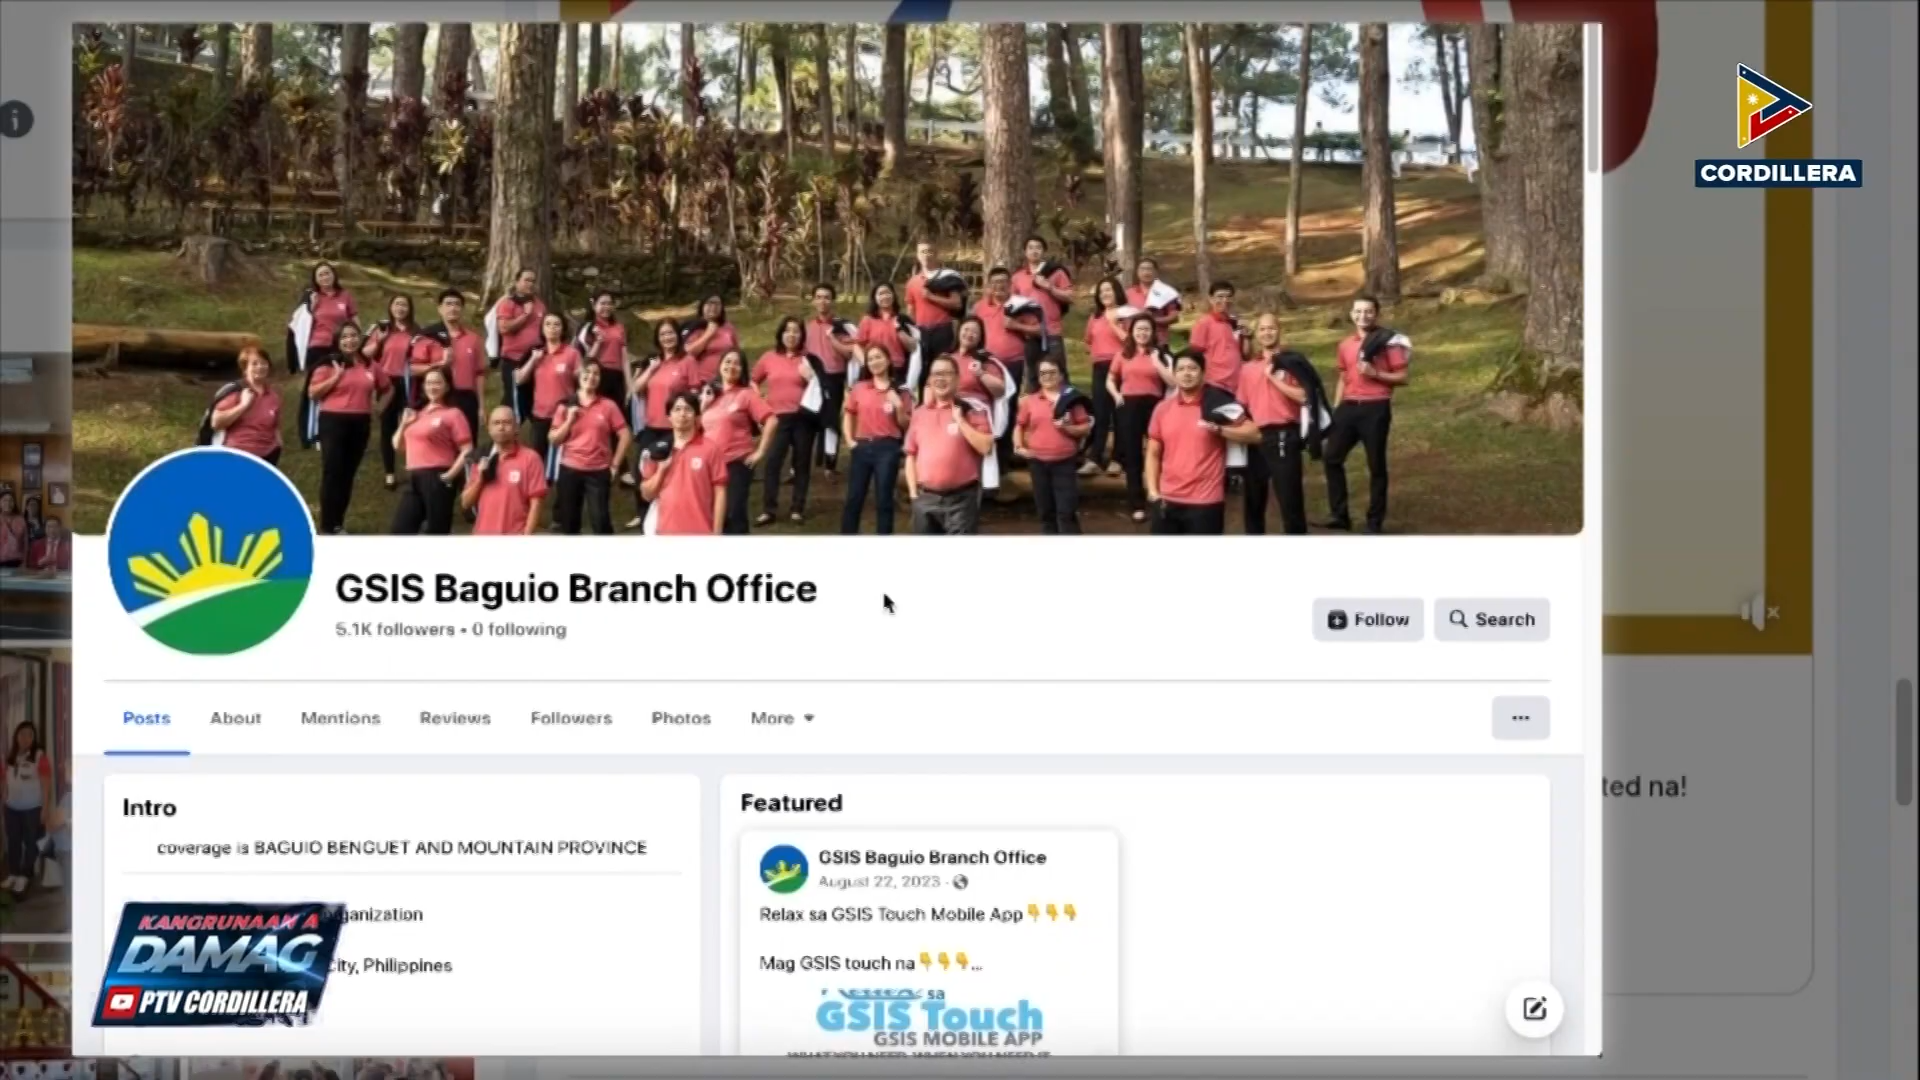 CORDILLERA
GSIS Baguio Branch Office
5.1K followers • 0 following
Follow
Search
Posts
About
Mentions
Reviews
Followers
Photos
More
Intro
coverage is BAGUIO BENGUET AND MOUNTAIN PROVINCE
City, Philippines
Featured
GSIS Baguio Branch Office
August 22, 2023
Relax sa GSIS Touch Mobile App👇👇👇
Mag GSIS touch na👇👇👇...
sa
GSIS Touch
GSIS MOBILE APP
na!
KANGRUNAAN A
DAMAG
PTV CORDILLERA